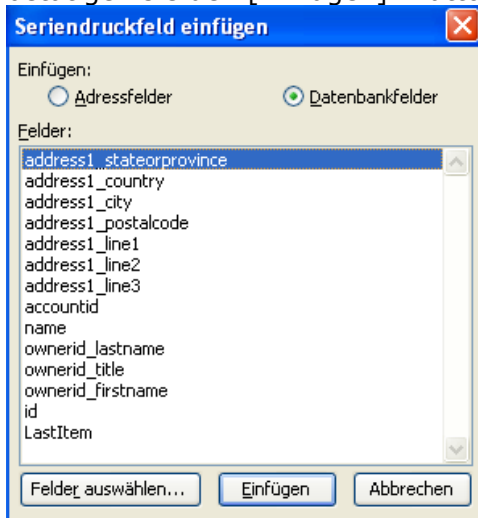 Seriendruckfeld einfügen
Einfügen:
Adressfelder Datenbankfelder
Felder:
address1_stateorprovince
address1_country
address1_city
address1_postalcode
address1_line1
address1_line2
address1_line3
accountid
name
ownerid_lastname
ownerid_title
ownerid_firstname
id
LastItem
Felder auswählen... Einfügen Abbrechen